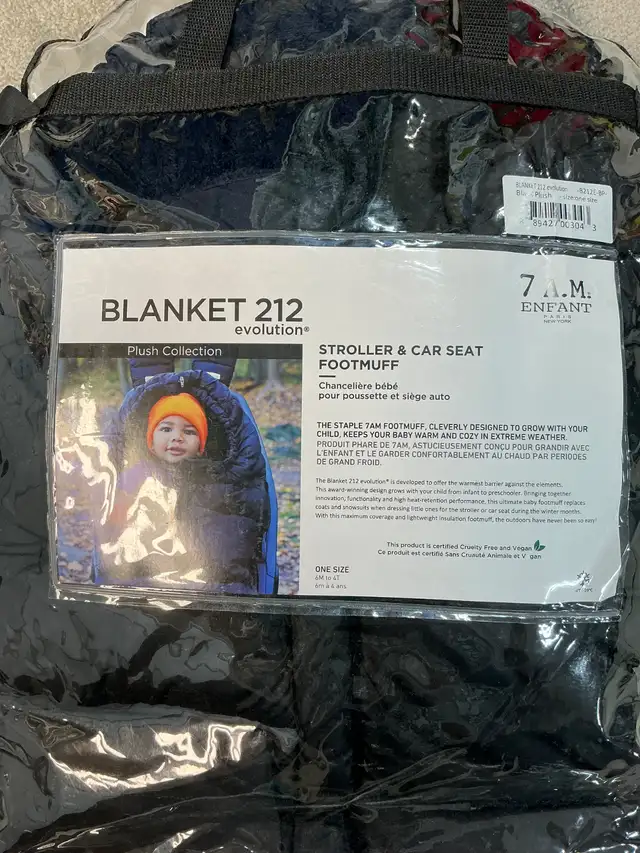 BLANKET 212 evolution
Plush
one size
7 A.M.
ENFANT
PARIS
NEW-YORK
BLANKET 212
evolution®
Plush Collection
STROLLER & CAR SEAT
FOOTMUFF
Chancelière bébé
pour poussette et siège auto
THE STAPLE 7AM FOOTMUFF, CLEVERLY DESIGNED TO GROW WITH YOUR
CHILD, KEEPS YOUR BABY WARM AND COZY IN EXTREME WEATHER.
PRODUIT PHARE DE 7AM, ASTUCIEUSEMENT CONÇU POUR GRANDIR AVEC
L'ENFANT ET LE GARDER CONFORTABLEMENT AU CHAUD PAR PERIODES
DE GRAND FROID.
The Blanket 212 evolution® is developed to offer the warmest barrier against the elements.
This award-winning design grows with your child from infant to preschooler. Bringing together
innovation, functionality and high heat-retention performance, this ultimate baby footmuff replaces
coats and snowsuits when dressing little ones for the stroller or car seat during the winter months.
With this maximum coverage and lightweight insulation footmuff, the outdoors have never been so easy!
This product is certified Cruelty Free and Vegan
Ce produit est certifié Sans Cruauté Animale et Vegan
ONE SIZE
6M to 4T
6m à 4 ans